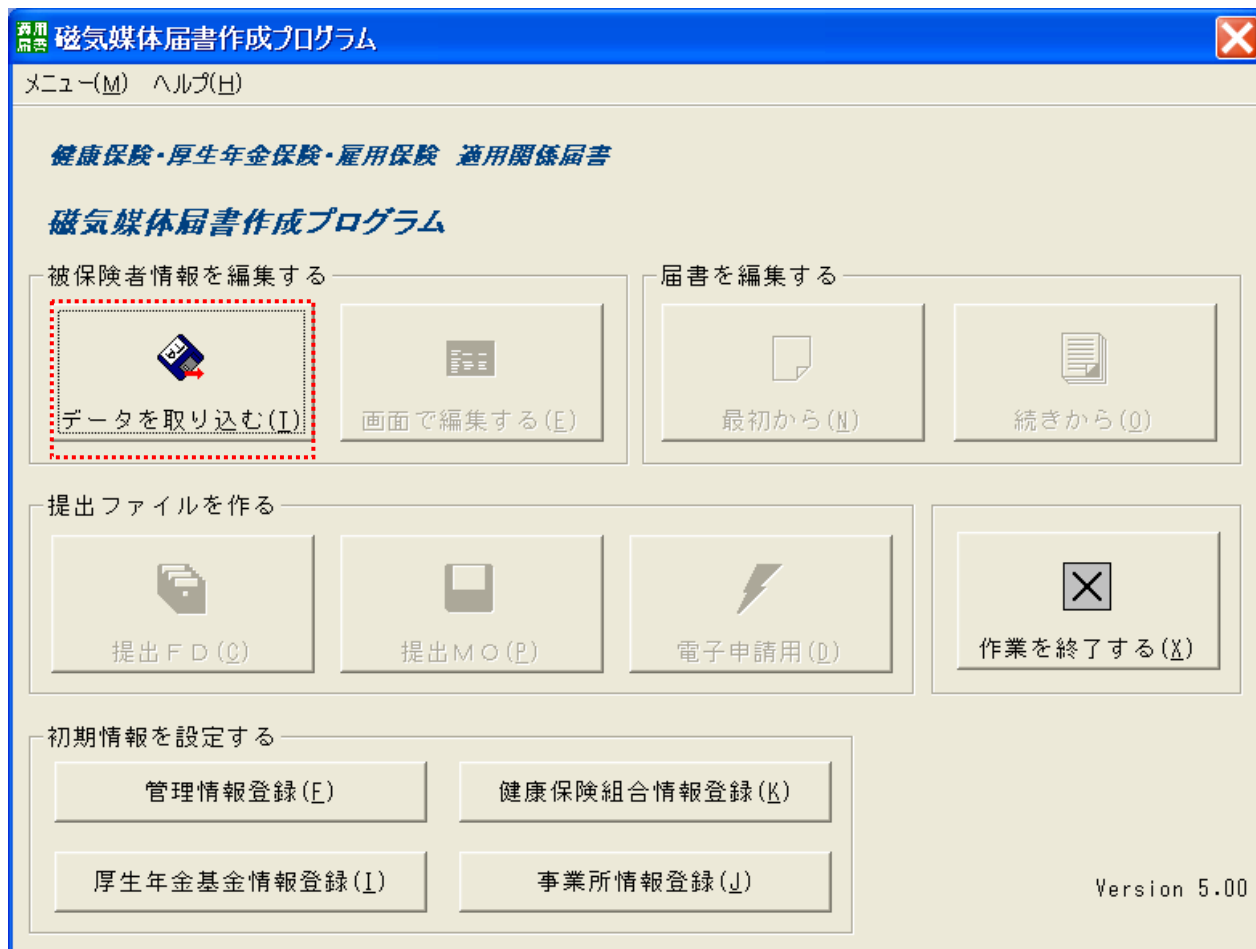 適用届書 磁気媒体届書作成プログラム
メニュー(M) ヘルプ(H)
健康保険・厚生年金保険・雇用保険 適用関係届書
磁気媒体届書作成プログラム
被保険者情報を編集する
データを取り込む(T)
画面で編集する(E)
届書を編集する
最初から(N)
続きから(O)
提出ファイルを作る
提出FD(C)
提出MO(P)
電子申請用(D)
作業を終了する(X)
初期情報を設定する
管理情報登録(F)
健康保険組合情報登録(K)
厚生年金基金情報登録(I)
事業所情報登録(J)
Version 5.00